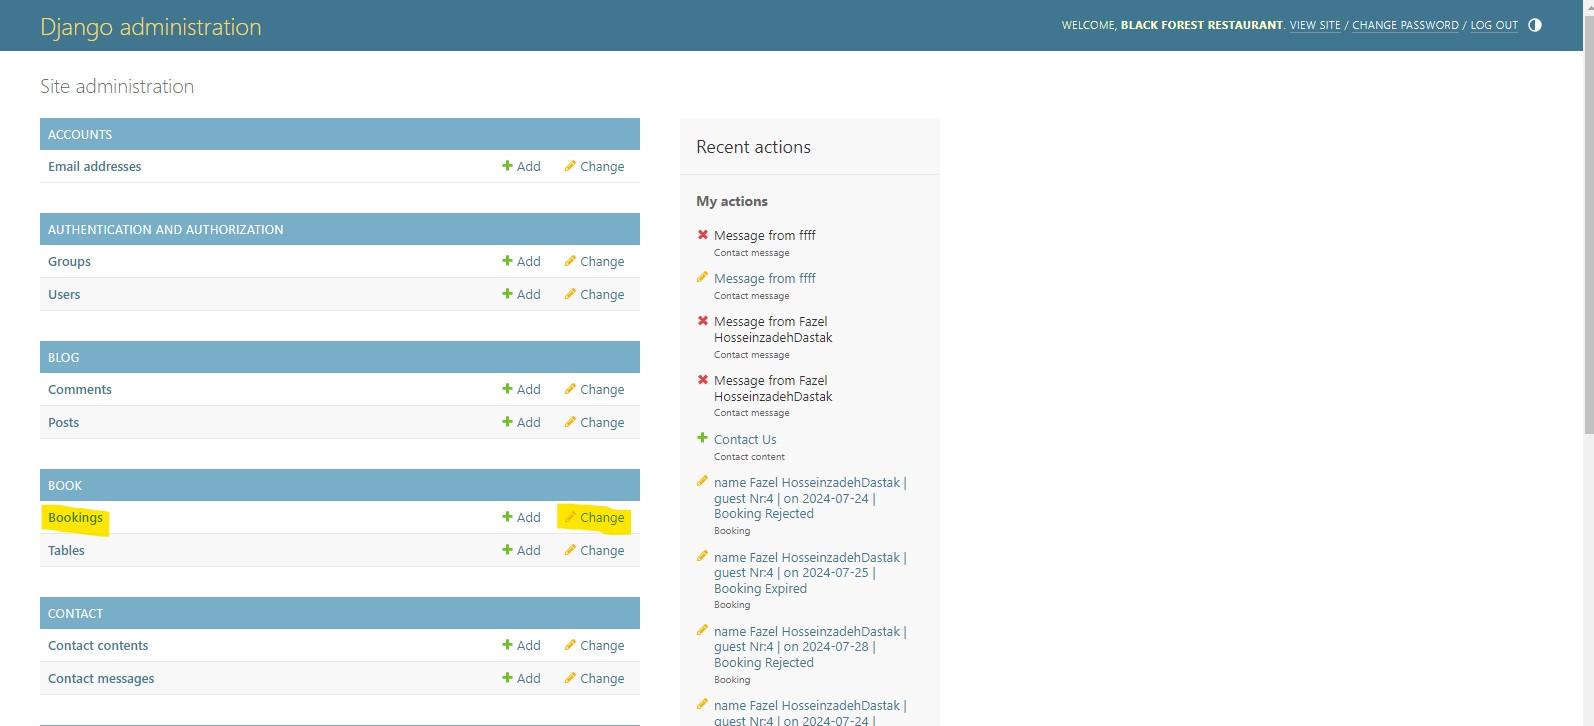 Django administration
WELCOME, BLACK FOREST RESTAURANT. VIEW SITE / CHANGE PASSWORD / LOG OUT
Site administration
ACCOUNTS
Email addresses Add Change
AUTHENTICATION AND AUTHORIZATION
Groups Add Change
Users Add Change
BLOG
Comments Add Change
Posts Add Change
BOOK
Bookings Add Change
Tables Add Change
CONTACT
Contact contents Add Change
Contact messages Add Change
Recent actions
My actions
Message from ffff
Contact message
Message from ffff
Contact message
Message from Fazel
HosseinzadehDastak
Contact message
Message from Fazel
HosseinzadehDastak
Contact message
Contact Us
Contact content
name Fazel HosseinzadehDastak |
guest Nr:4 | on 2024-07-24 |
Booking Rejected
Booking
name Fazel HosseinzadehDastak |
guest Nr:4 | on 2024-07-25 |
Booking Expired
Booking
name Fazel HosseinzadehDastak |
guest Nr:4 | on 2024-07-28 |
Booking Rejected
Booking
name Fazel HosseinzadehDastak |
guest Nr:4 | on 2024-07-24 |